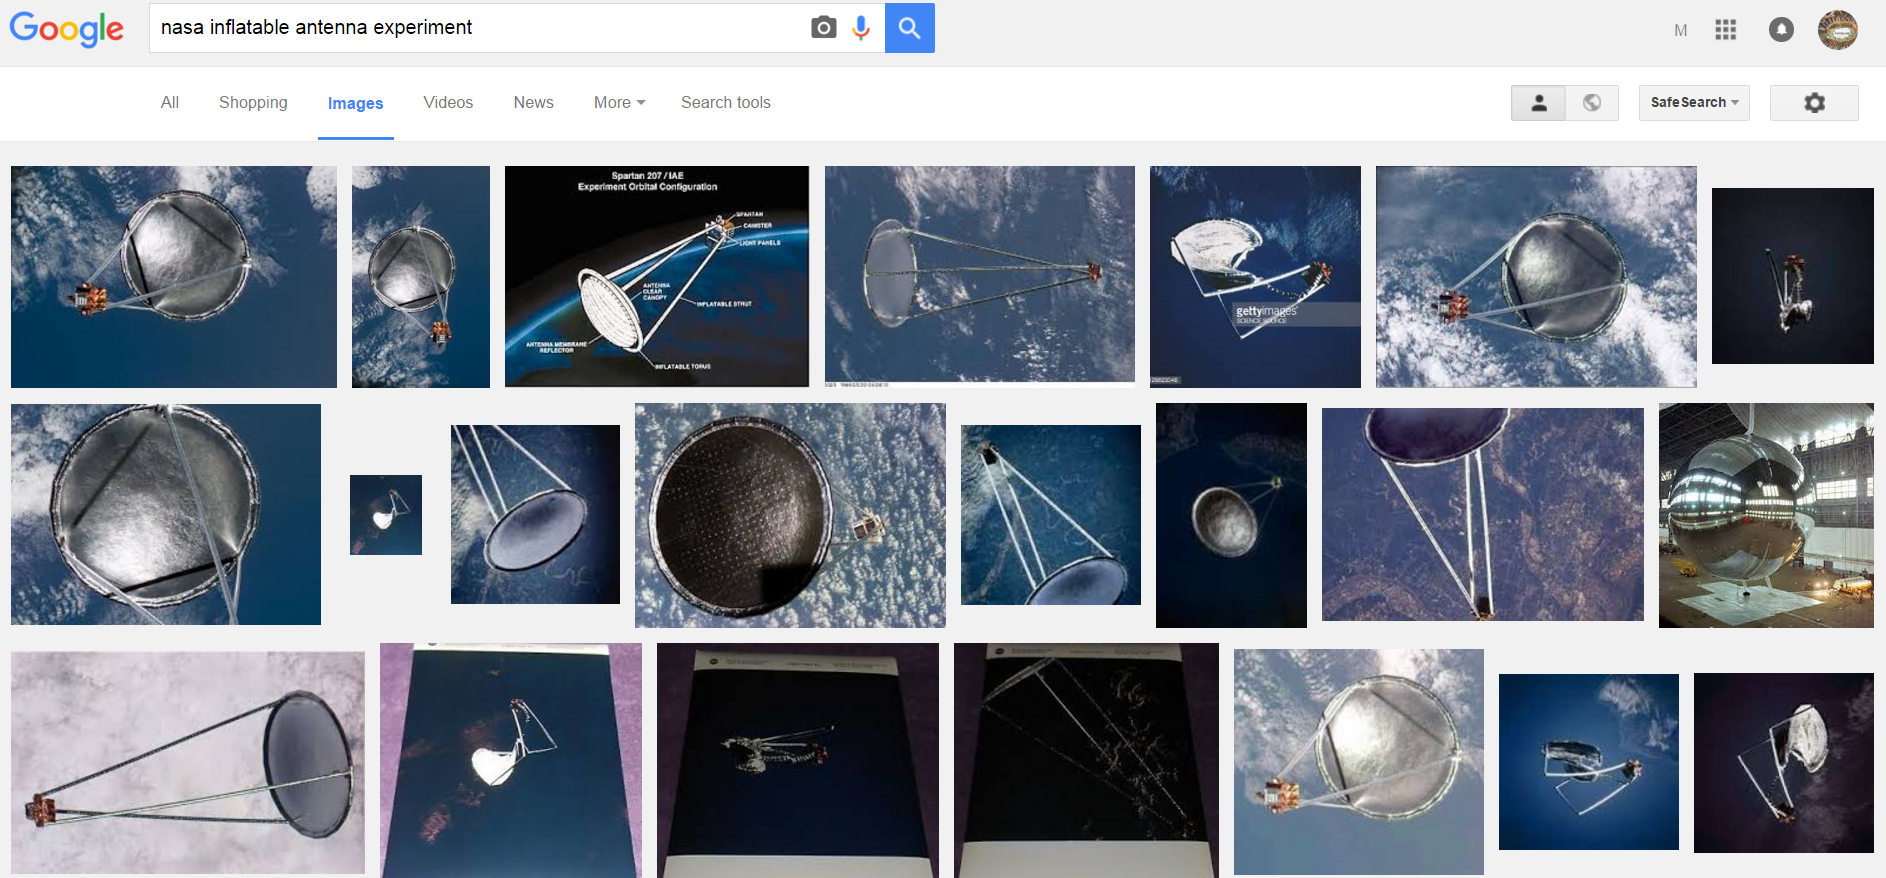 Google
nasa inflatable antenna experiment
M
All
Shopping
Images
Videos
News
More
Search tools
SafeSearch
Spartan 207 / IAE
Experiment Orbital Configuration
SPARTAN
CANISTER
LIGHT PANELS
ANTENNA
CLEAR
CANOPY
INFLATABLE STRUT
ANTENNA MEMBRANE
REFLECTOR
INFLATABLE TORUS
gettyimages
SCIENCE SOURCE